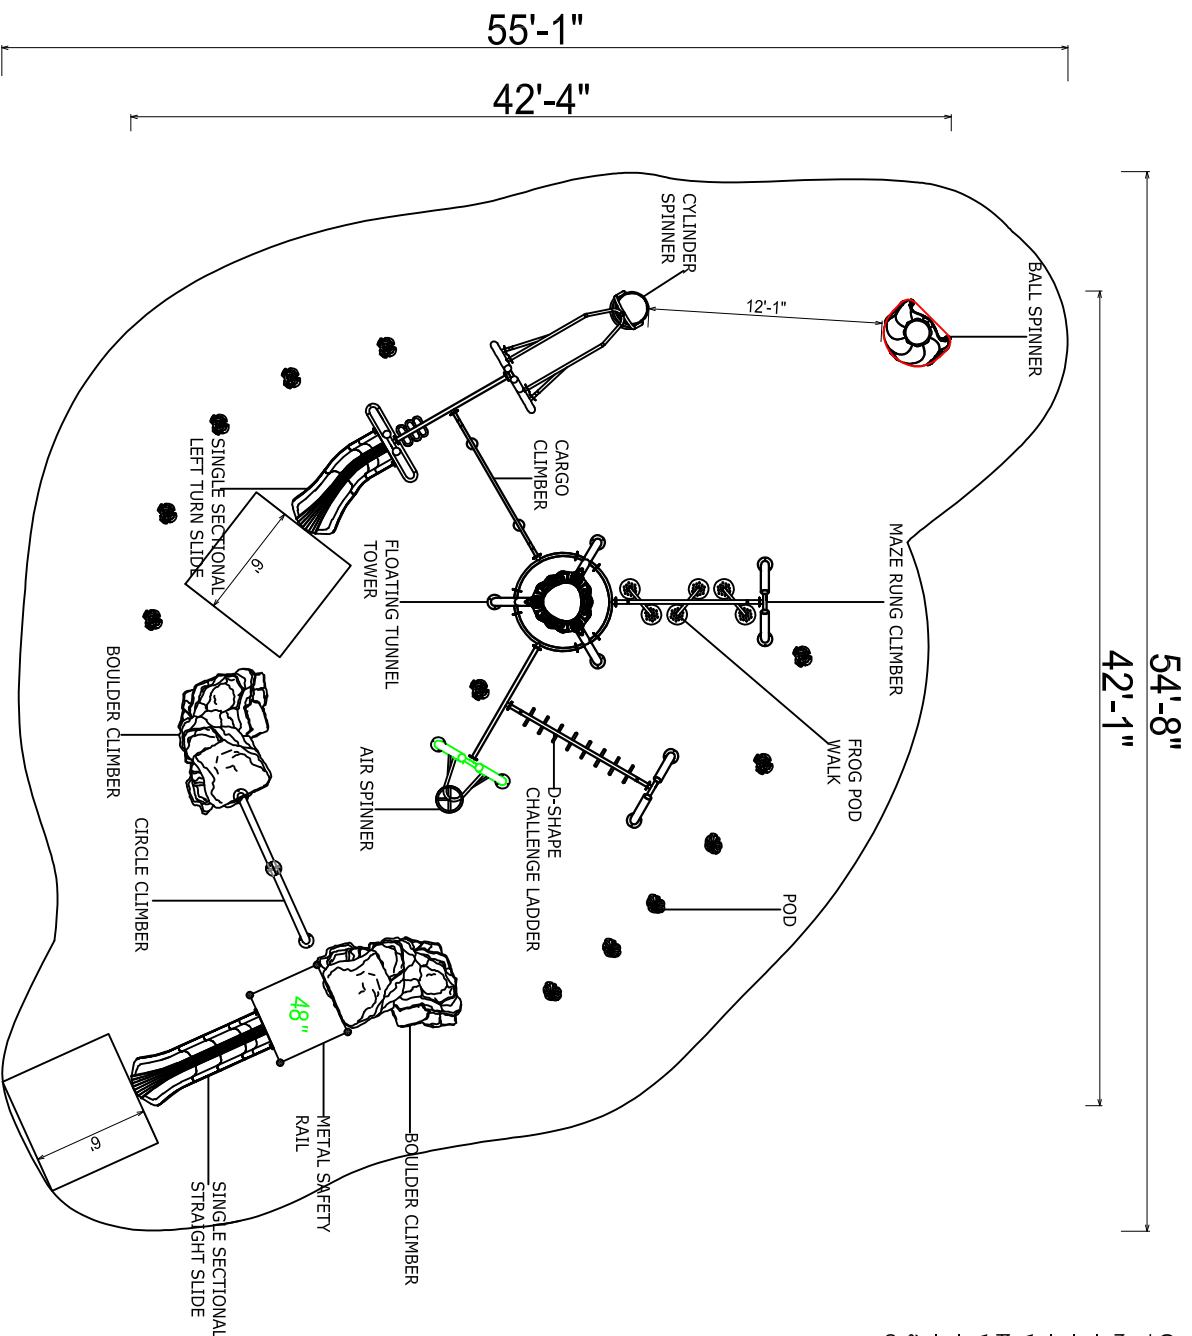 55'-1"
42'-4"
54'-8"
42'-1"
CYLINDER
SPINNER
BALL SPINNER
12'-1"
CARGO
CLIMBER
SINGLE SECTIONAL
LEFT TURN SLIDE
FLOATING TUNNEL
TOWER
MAZE RUNG CLIMBER
FROG POD
WALK
BOULDER CLIMBER
AIR SPINNER
D-SHAPE
CHALLENGE LADDER
CIRCLE CLIMBER
POD
48"
METAL SAFETY
RAIL
BOULDER CLIMBER
SINGLE SECTIONAL
STRAIGHT SLIDE